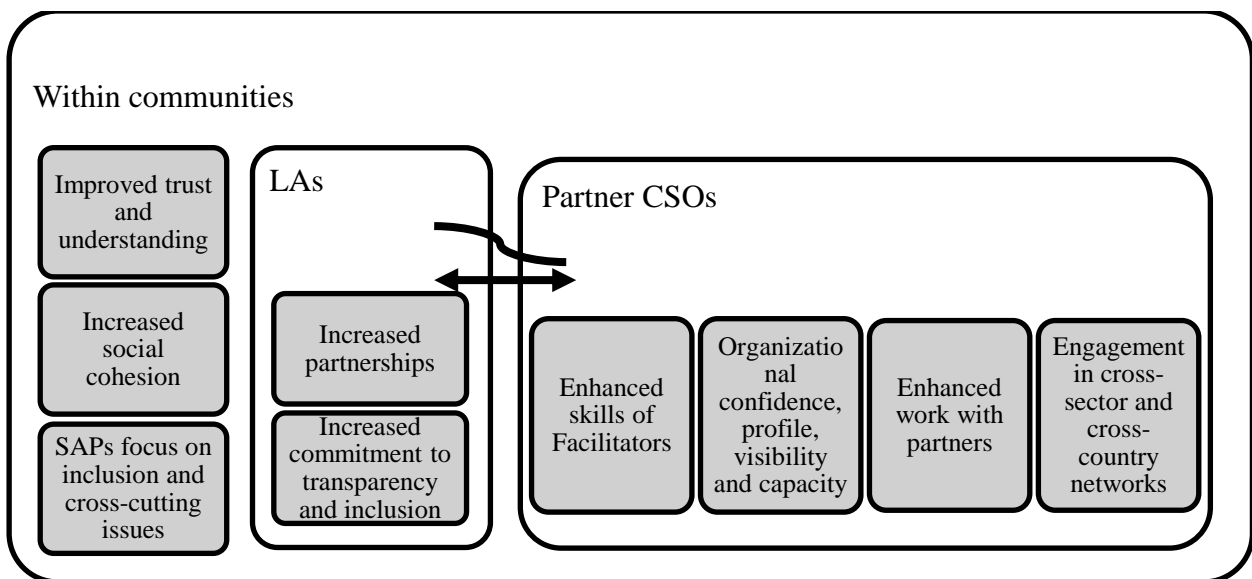 Within communities
Improved trust
and
understanding
Increased
social
cohesion
SAPs focus on
inclusion and
cross-cutting
issues
LAs
Increased
partnerships
Increased
commitment to
transparency
and inclusion
Partner CSOs
Enhanced
skills of
Facilitators
Organizatio
nal
confidence,
profile,
visibility
and capacity
Enhanced
work with
partners
Engagement
in cross-
sector and
cross-
country
networks